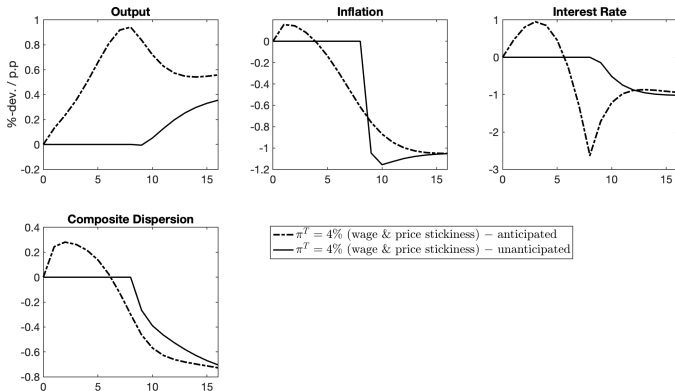 Output
Inflation
Interest Rate
%-dev. / p.p
1
0.8
0.6
0.4
0.2
0
-0.2
0 5 10 15
0.2
0
-0.2
-0.4
-0.6
-0.8
-1
-1.2
0 5 10 15
1
0
-1
-2
-3
0 5 10 15
Composite Dispersion
0.4
0.2
0
-0.2
-0.4
-0.6
-0.8
0 5 10 15
π^T = 4% (wage & price stickiness) − anticipated
π^T = 4% (wage & price stickiness) − unanticipated